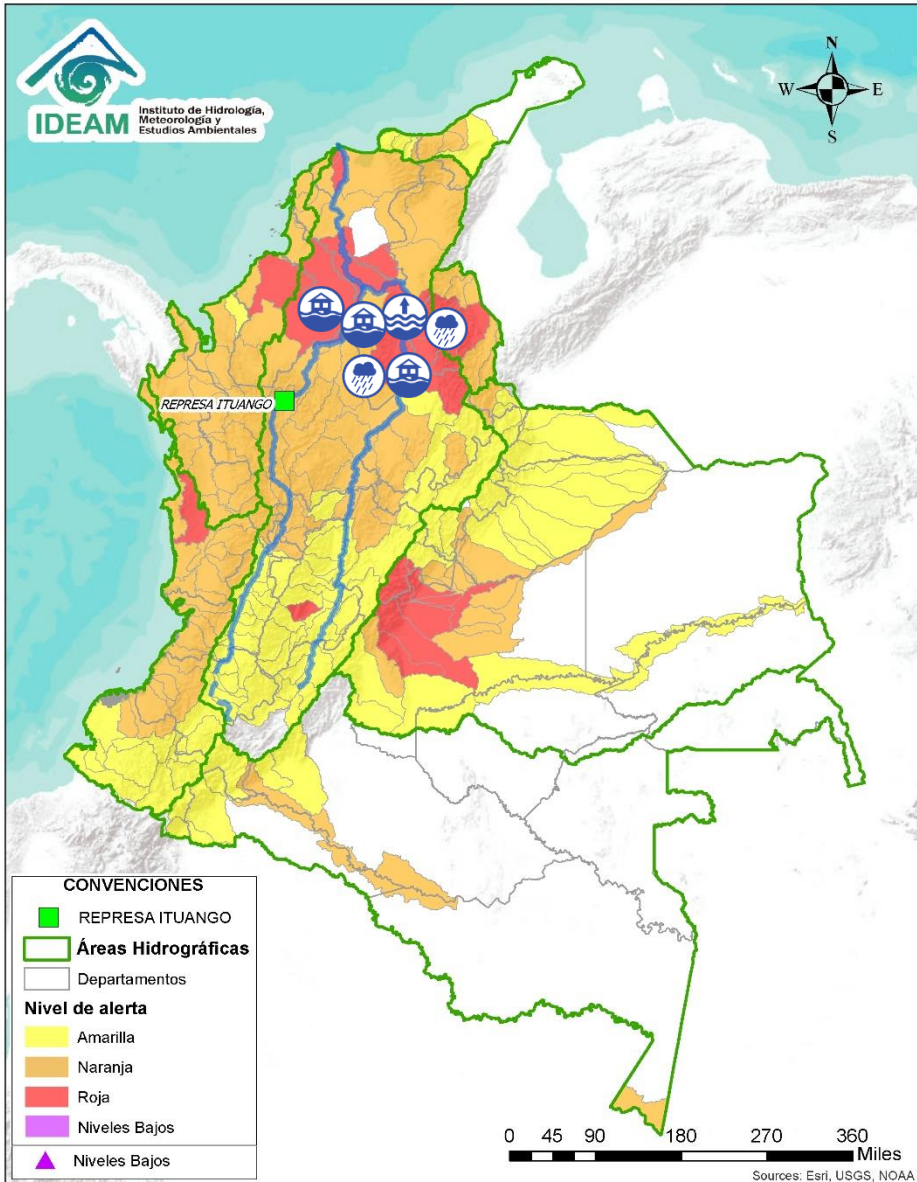 IDEAM
Instituto de Hidrología,
Meteorología y
Estudios Ambientales
N
W E
S
REPRESA ITUANGO
CONVENCIONES
REPRESA ITUANGO
Áreas Hidrográficas
Departamentos
Nivel de alerta
Amarilla
Naranja
Roja
Niveles Bajos
Niveles Bajos
0 45 90 180 270 360
Miles
Sources: Esri, USGS, NOAA